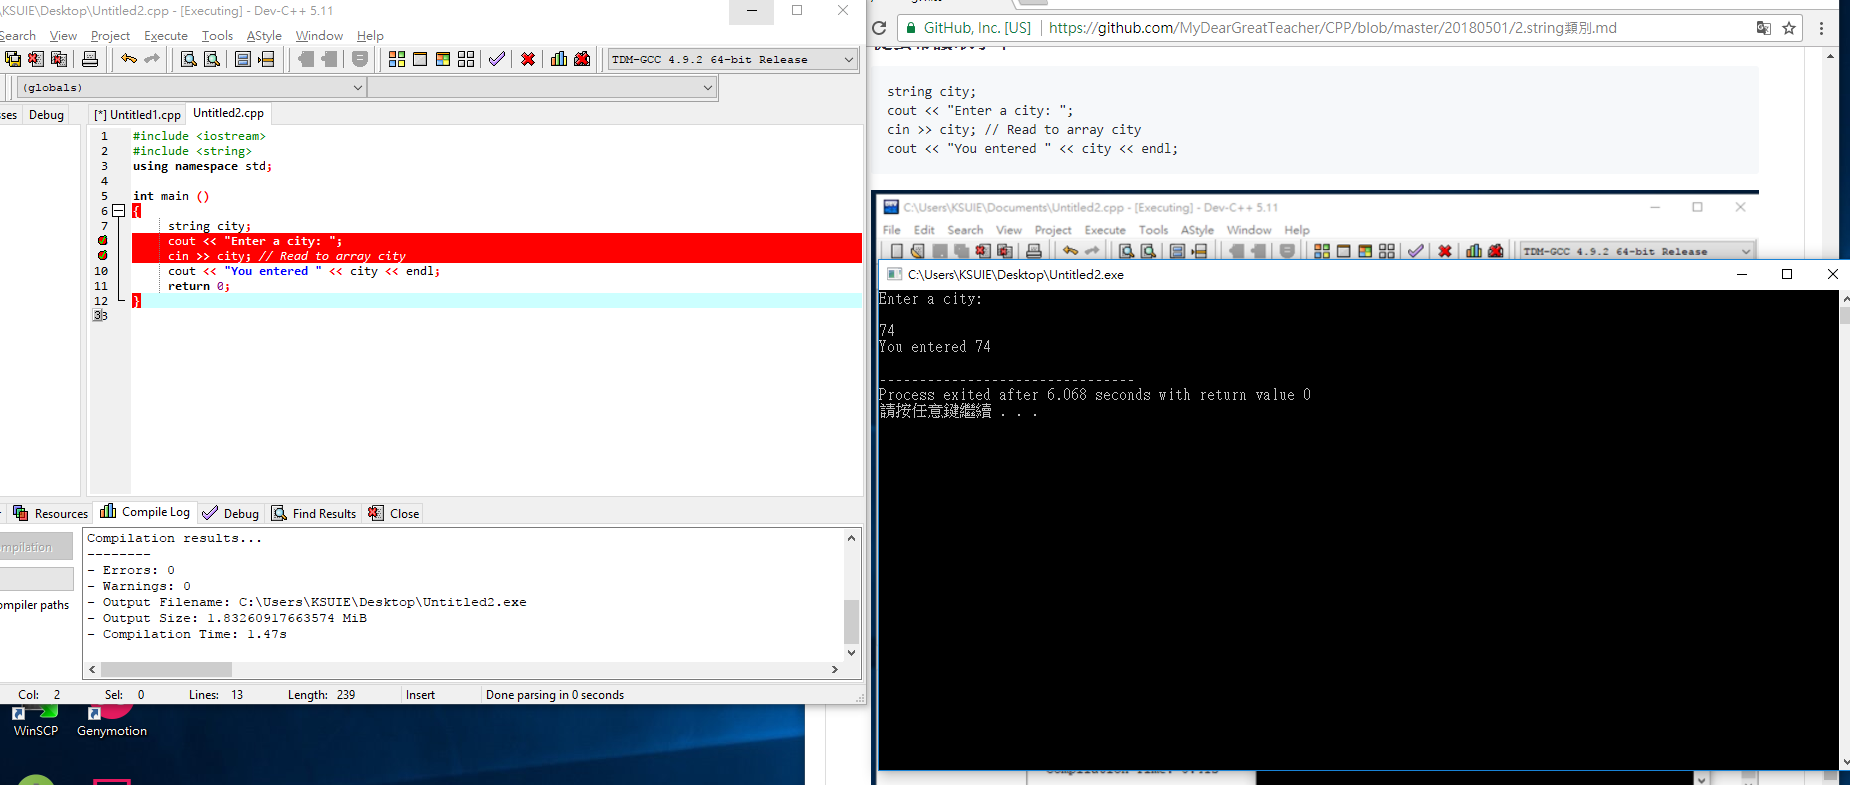 KSUIE\Desktop\Untitled2.cpp - [Executing] - Dev-C++ 5.11
Search View Project Execute Tools AStyle Window Help
TDM-GCC 4.9.2 64-bit Release
(globals)
Debug [*] Untitled1.cpp Untitled2.cpp
1 #include <iostream>
2 #include <string>
3 using namespace std;
4
5 int main ()
6 {
7 string city;
cout << "Enter a city: ";
cin >> city; // Read to array city
10 cout << "You entered " << city << endl;
11 return 0;
12 }
Resources Compile Log Debug Find Results Close
mpilation
ompiler paths
Compilation results...
--------
- Errors: 0
- Warnings: 0
- Output Filename: C:\Users\KSUIE\Desktop\Untitled2.exe
- Output Size: 1.83260917663574 MiB
- Compilation Time: 1.47s
Col: 2 Sel: 0 Lines: 13 Length: 239 Insert Done parsing in 0 seconds
WinSCP Genymotion
GitHub, Inc. [US] https://github.com/MyDearGreatTeacher/CPP/blob/master/20180501/2.string類別.md
string city;
cout << "Enter a city: ";
cin >> city; // Read to array city
cout << "You entered " << city << endl;
C:\Users\KSUIE\Documents\Untitled2.cpp - [Executing] - Dev-C++ 5.11
File Edit Search View Project Execute Tools AStyle Window Help
TDM-GCC 4.9.2 64-bit Release
C:\Users\KSUIE\Desktop\Untitled2.exe
Enter a city:
74
You entered 74
--------------------------------
Process exited after 6.068 seconds with return value 0
請按任意鍵繼續 . . .